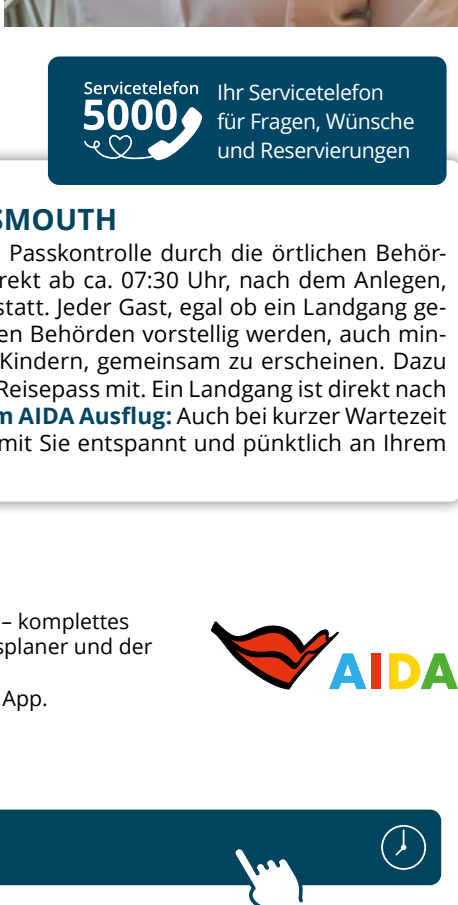 Servicetelefon
5000
Ihr Servicetelefon
für Fragen, Wünsche
und Reservierungen
SMOUTH
Passkontrolle durch die örtlichen Behör-
rekt ab ca. 07:30 Uhr, nach dem Anlegen,
statt. Jeder Gast, egal ob ein Landgang ge-
en Behörden vorstellig werden, auch min-
Kindern, gemeinsam zu erscheinen. Dazu
Reisepass mit. Ein Landgang ist direkt nach
m AIDA Ausflug: Auch bei kurzer Wartezeit
mit Sie entspannt und pünktlich an Ihrem
– komplettes
splaner und der
App.
AIDA